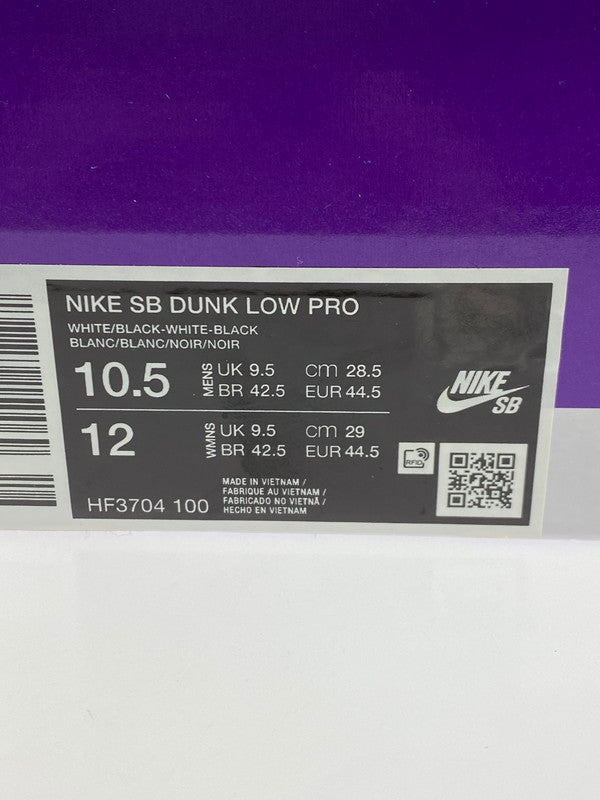 NIKE SB DUNK LOW PRO
WHITE/BLACK-WHITE-BLACK
BLANC/BLANC/NOIR/NOIR
10.5 MENS UK 9.5 CM 28.5
BR 42.5 EUR 44.5
12 WMNS UK 9.5 CM 29
BR 42.5 EUR 44.5
NIKE
SB
RFID
HF3704 100
MADE IN VIETNAM /
FABRIQUE AU VIETNAM /
FABRICADO NO VIETNÃ /
HECHO EN VIETNAM